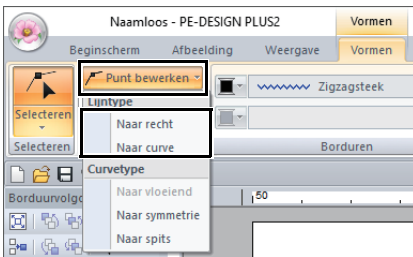 Naamloos - PE-DESIGN PLUS2
Vormen
Beginscherm
Afbeelding
Weergave
Vormen
Punt bewerken
Lijntype
Zigzagsteek
Selecteren
Naar recht
Naar curve
Selecteren
Borduren
Curvetype
Naar vloeiend
50
Borduurvolgo
Naar symmetrie
Naar spits